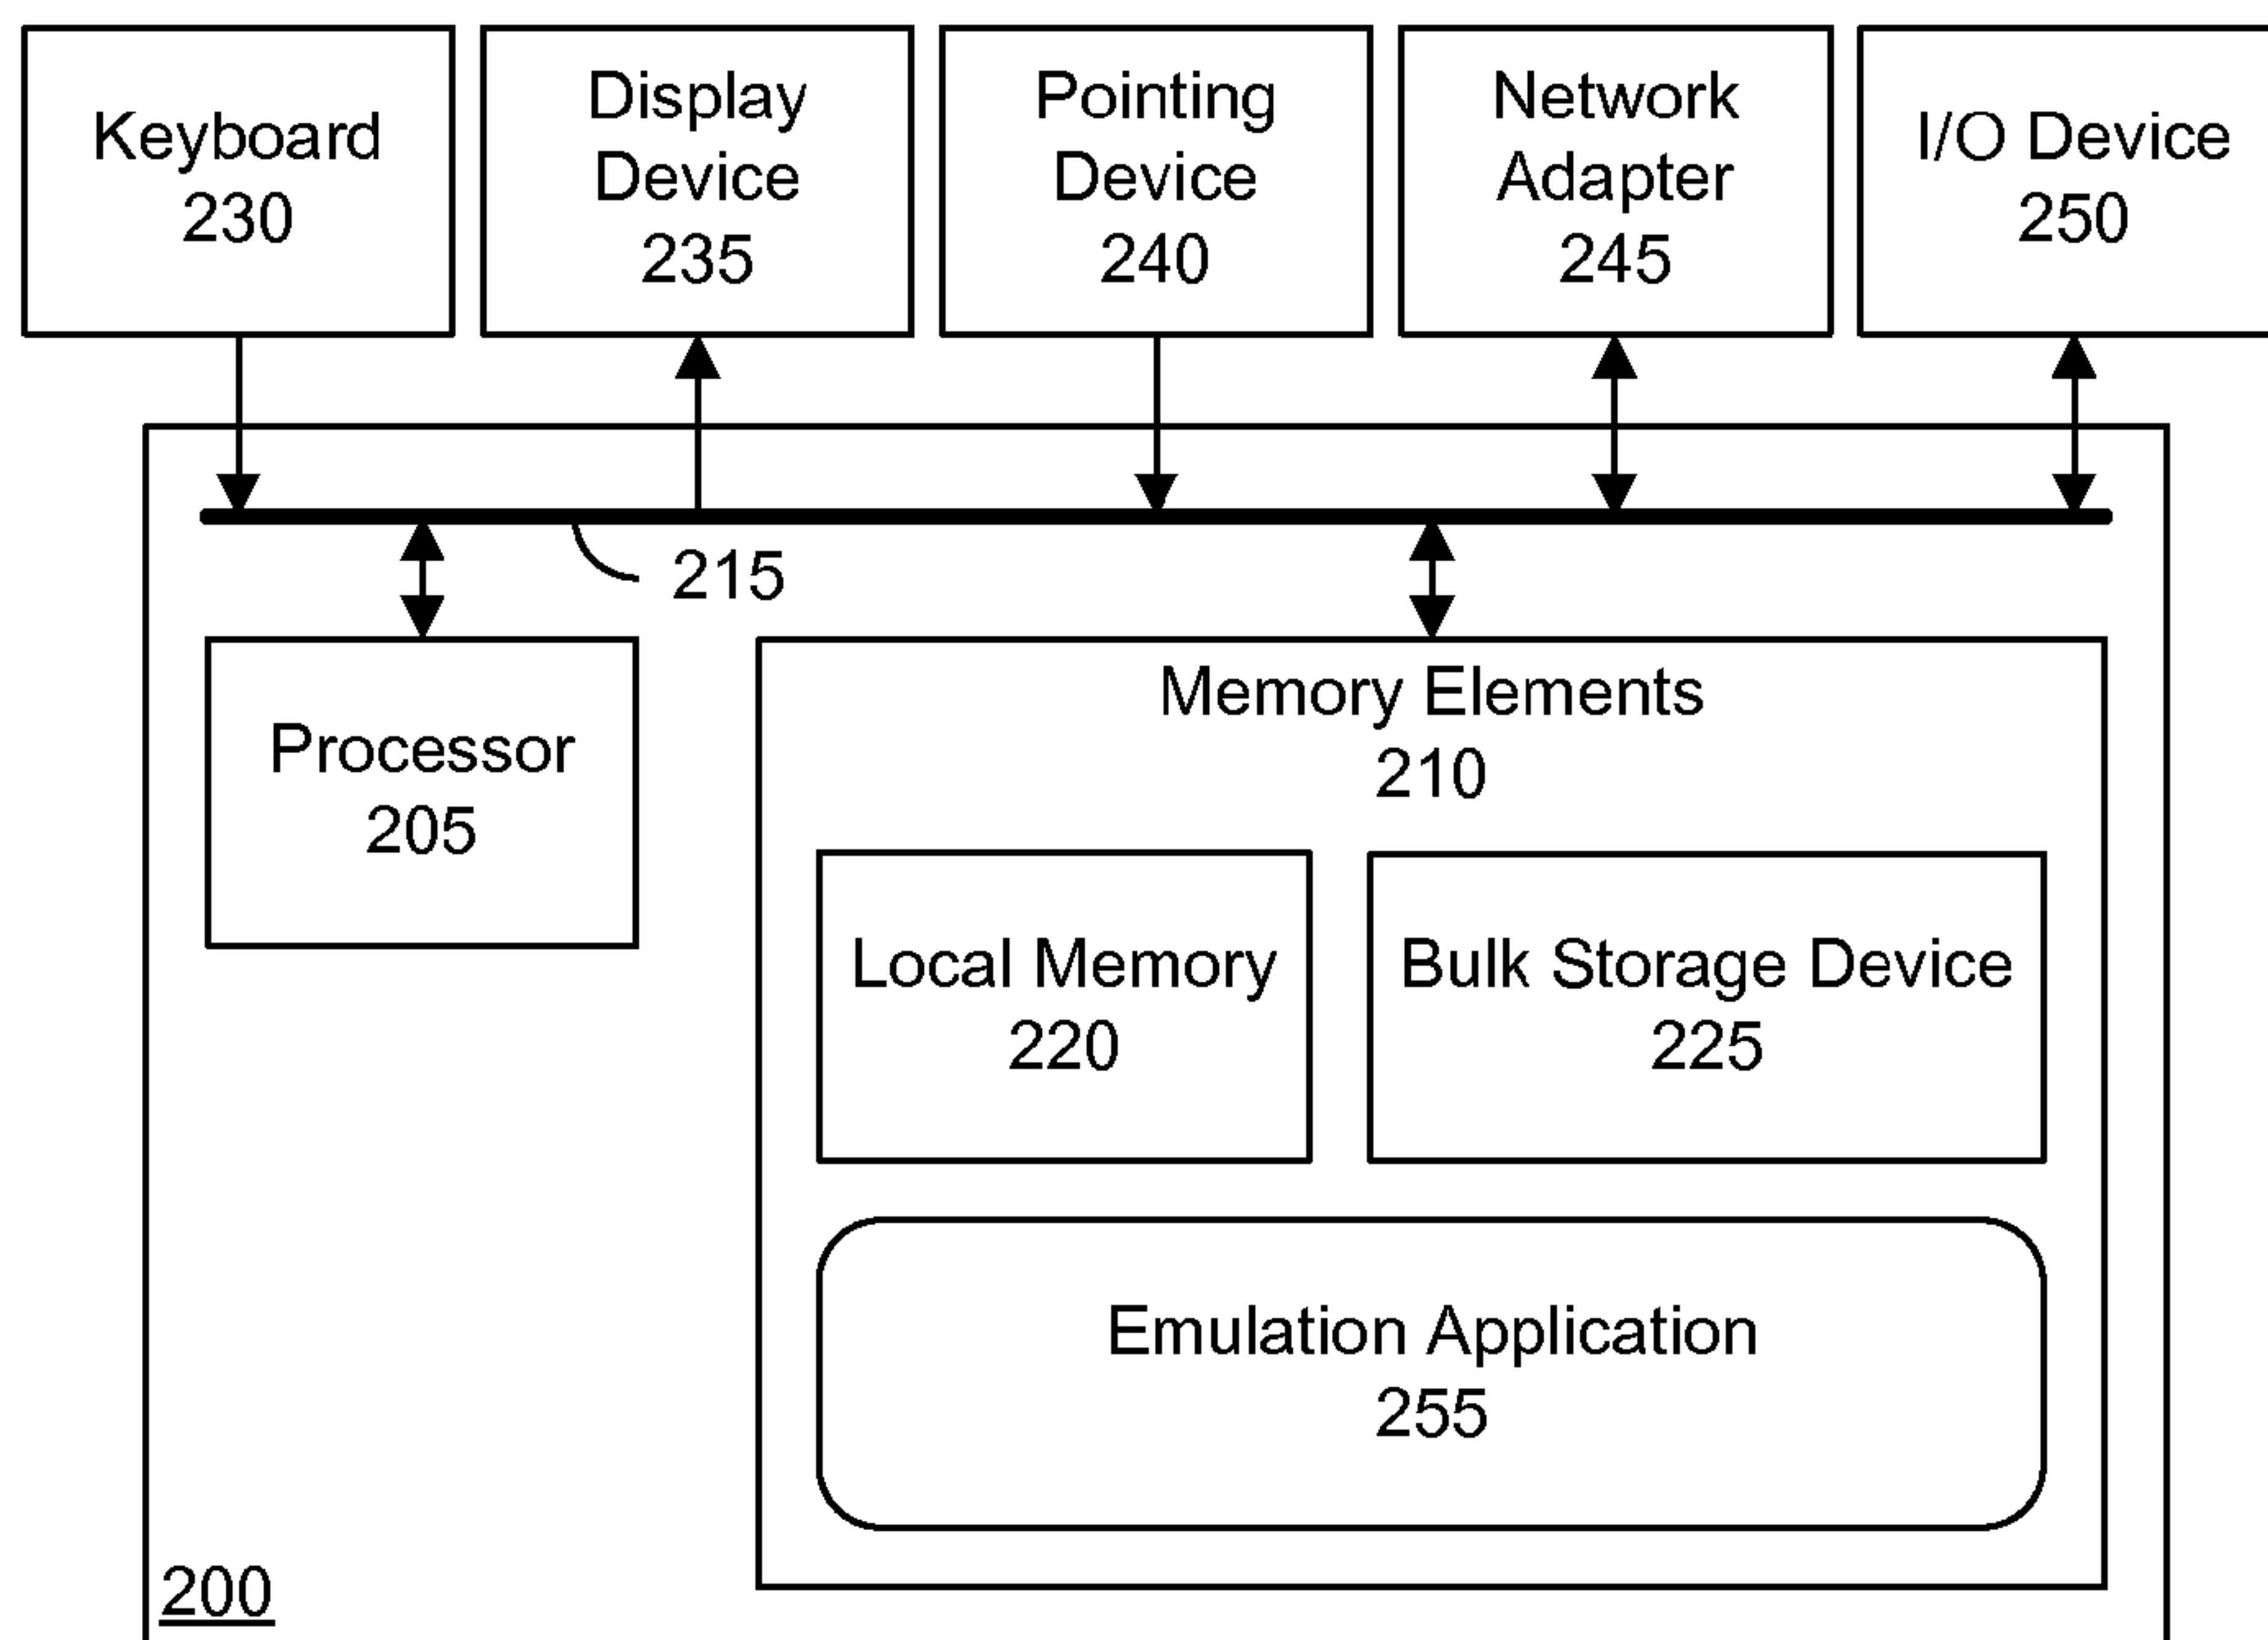 Keyboard
230
Display
Device
235
Pointing
Device
240
Network
Adapter
245
I/O Device
250
215
Processor
205
Memory Elements
210
Local Memory
220
Bulk Storage Device
225
Emulation Application
255
200